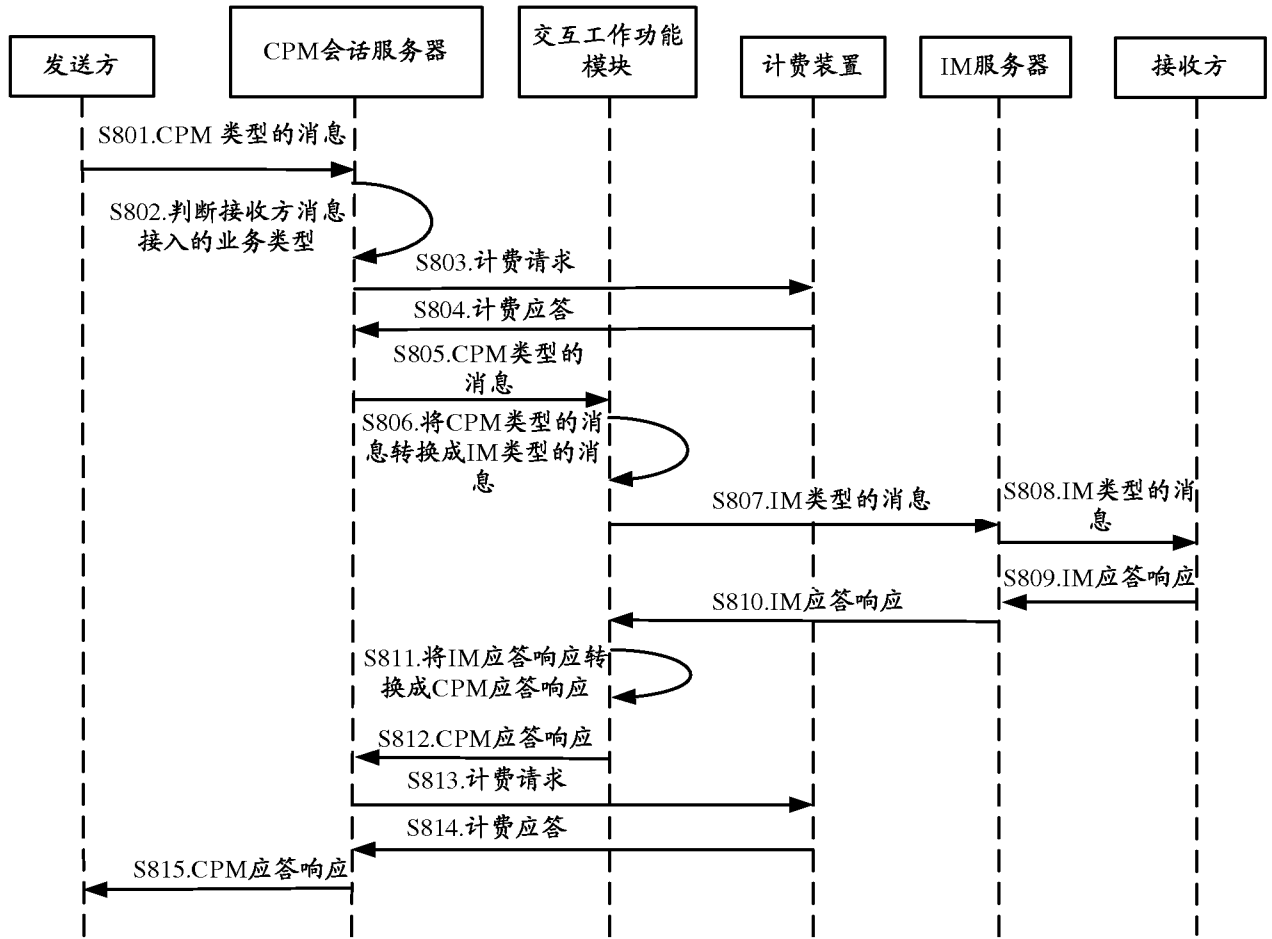 发送方
CPM会话服务器
交互工作功能
模块
计费装置
IM服务器
接收方
S801.CPM 类型的消息
S802.判断接收方消息
接入的业务类型
S803.计费请求
S804.计费应答
S805.CPM类型的
消息
S806.将CPM类型的消
息转换成IM类型的消
息
S807.IM类型的消息
S808.IM类型的消
息
S809.IM应答响应
S810.IM应答响应
S811.将IM应答响应转
换成CPM应答响应
S812.CPM应答响应
S813.计费请求
S814.计费应答
S815.CPM应答响应